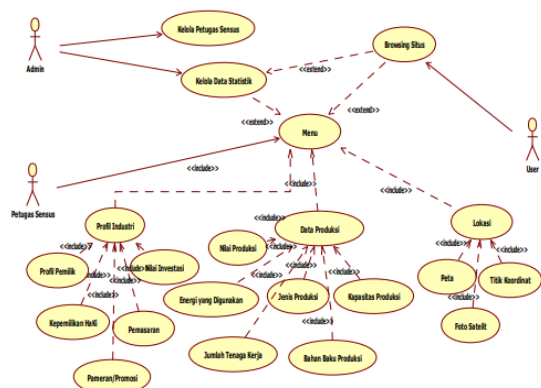 Kelola Petugas Sensus
Browsing Situs
Admin
<<extend>>
Kelola Data Statistik
<<extend>>
<<extend>>
Menu
<<include>>
User
Petugas Sensus
<<include>>
<<include>>
<<include>>
Profil Industri
<<include>>
Data Produksi
Lokasi
<<include>>
Nilai Produksi
<<include>>
<<include>>
Profil Pemilik
<<include>>
Nilai Investasi
<<include>>
Peta
<<include>>
Titik Koordinat
<<include>>
<<include>>
Energi yang Digunakan
<<include>>
Jenis Produksi
Kapasitas Produksi
<<include>>
Kepemilikan HaKi
<<include>>
Pemasaran
<<include>>
Foto Satelit
Jumlah Tenaga Kerja
Bahan Baku Produksi
Pameran/Promosi